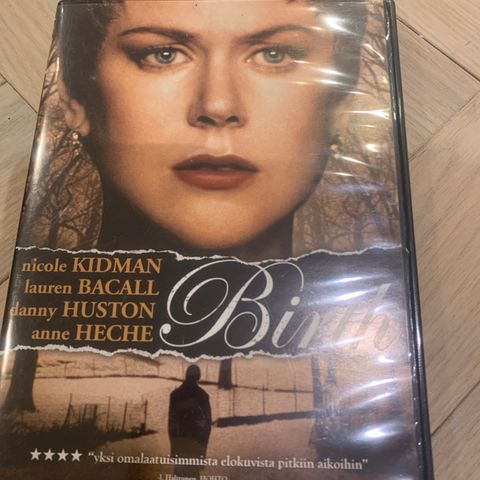 nicole KIDMAN
lauren BACALL
danny HUSTON
anne HECHE
Birth
★★★★ "yksi omalaatuisimmista elokuvista pitkiin aikoihin"